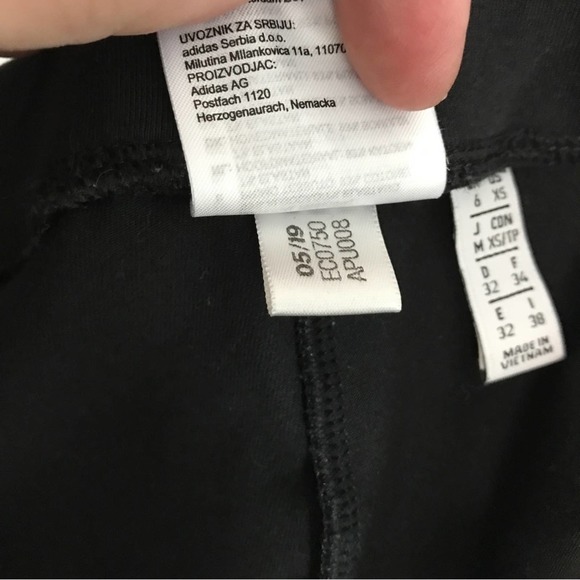 UVOZNIK ZA SRBIJU:
adidas Serbia d.o.o.
Milutina Milankovica 11a, 11070
PROIZVODJAC:
Adidas AG
Postfach 1120
Herzogenaurach, Nemacka
05/19
EC0750
APU008
6 XS
J CDN
M XS/TP
D F
32 34
E I
32 38
MADE IN
VIETNAM